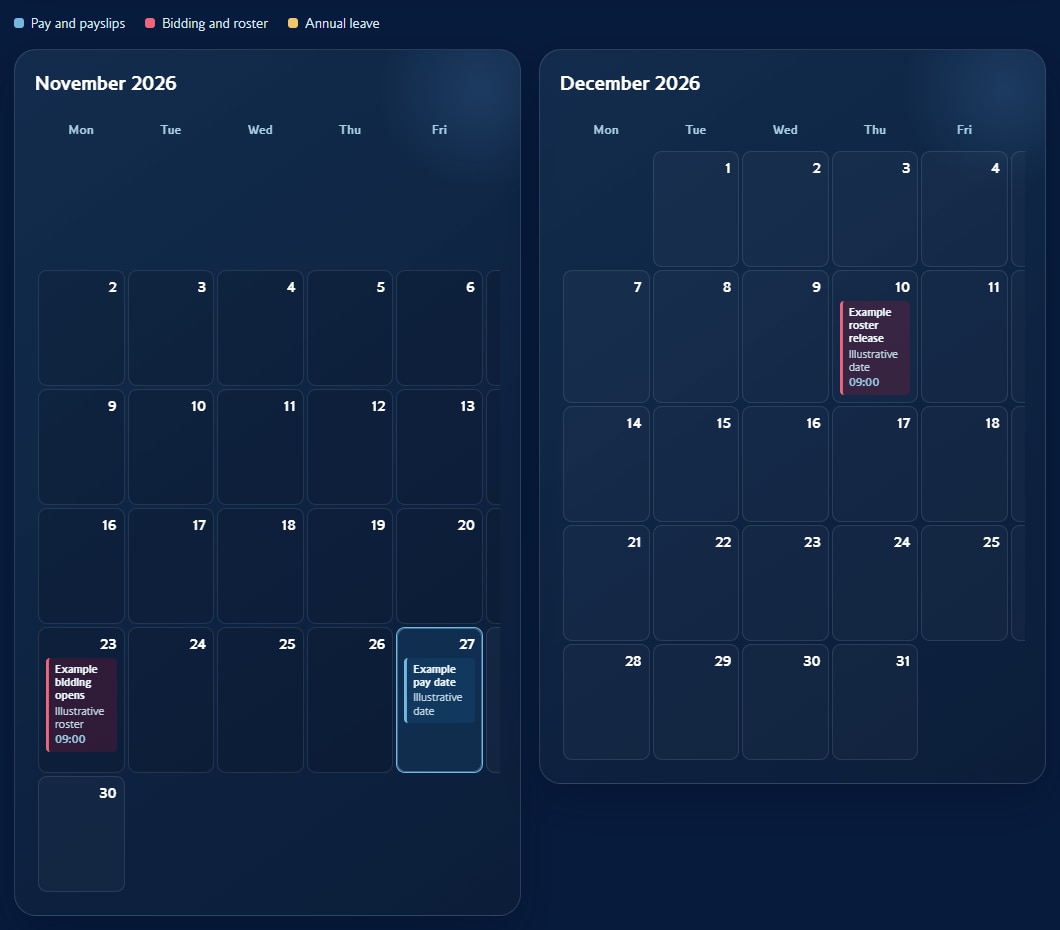 Pay and payslips Bidding and roster Annual leave
November 2026
Mon Tue Wed Thu Fri
2 3 4 5 6
9 10 11 12 13
16 17 18 19 20
23 24 25 26 27
Example
bidding
opens
Illustrative
roster
09:00
Example
pay date
Illustrative
date
30
December 2026
Mon Tue Wed Thu Fri
1 2 3 4
7 8 9 10 11
Example
roster
release
Illustrative
date
09:00
14 15 16 17 18
21 22 23 24 25
28 29 30 31